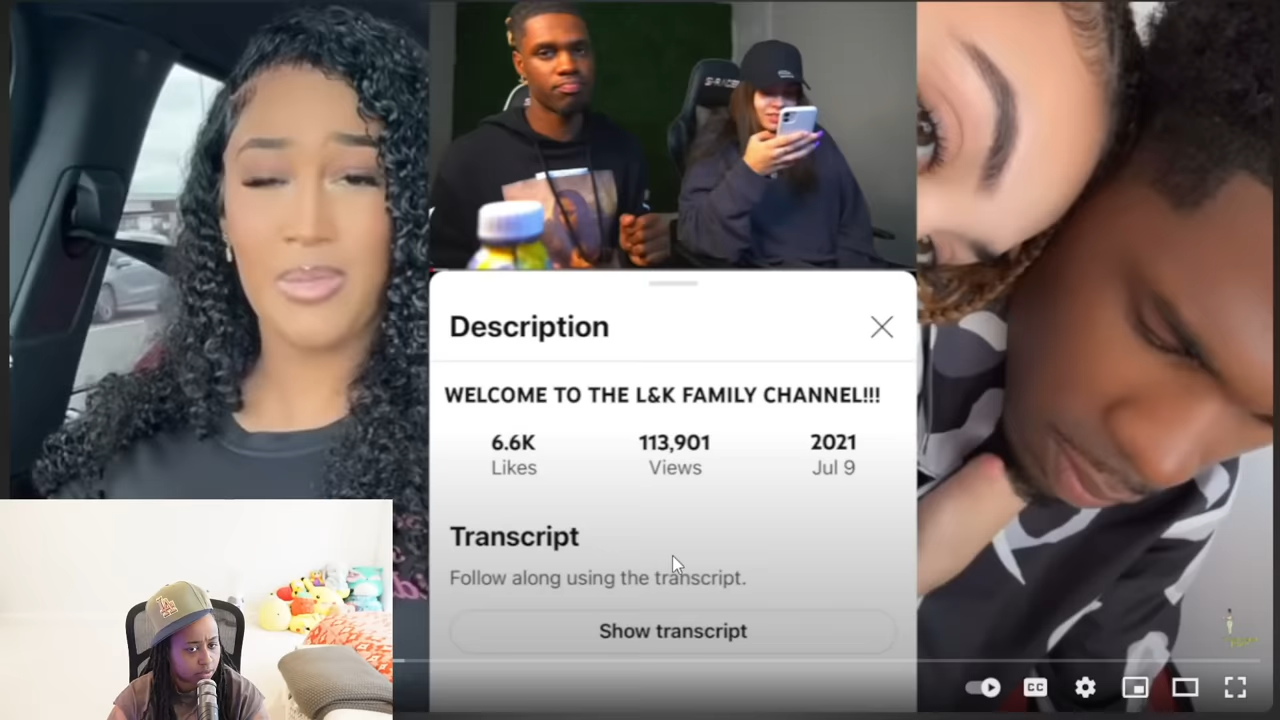 Description
WELCOME TO THE L&K FAMILY CHANNEL!!!
6.6K 113,901 2021
Likes Views Jul 9
Transcript
Follow along using the transcript.
Show transcript
CC